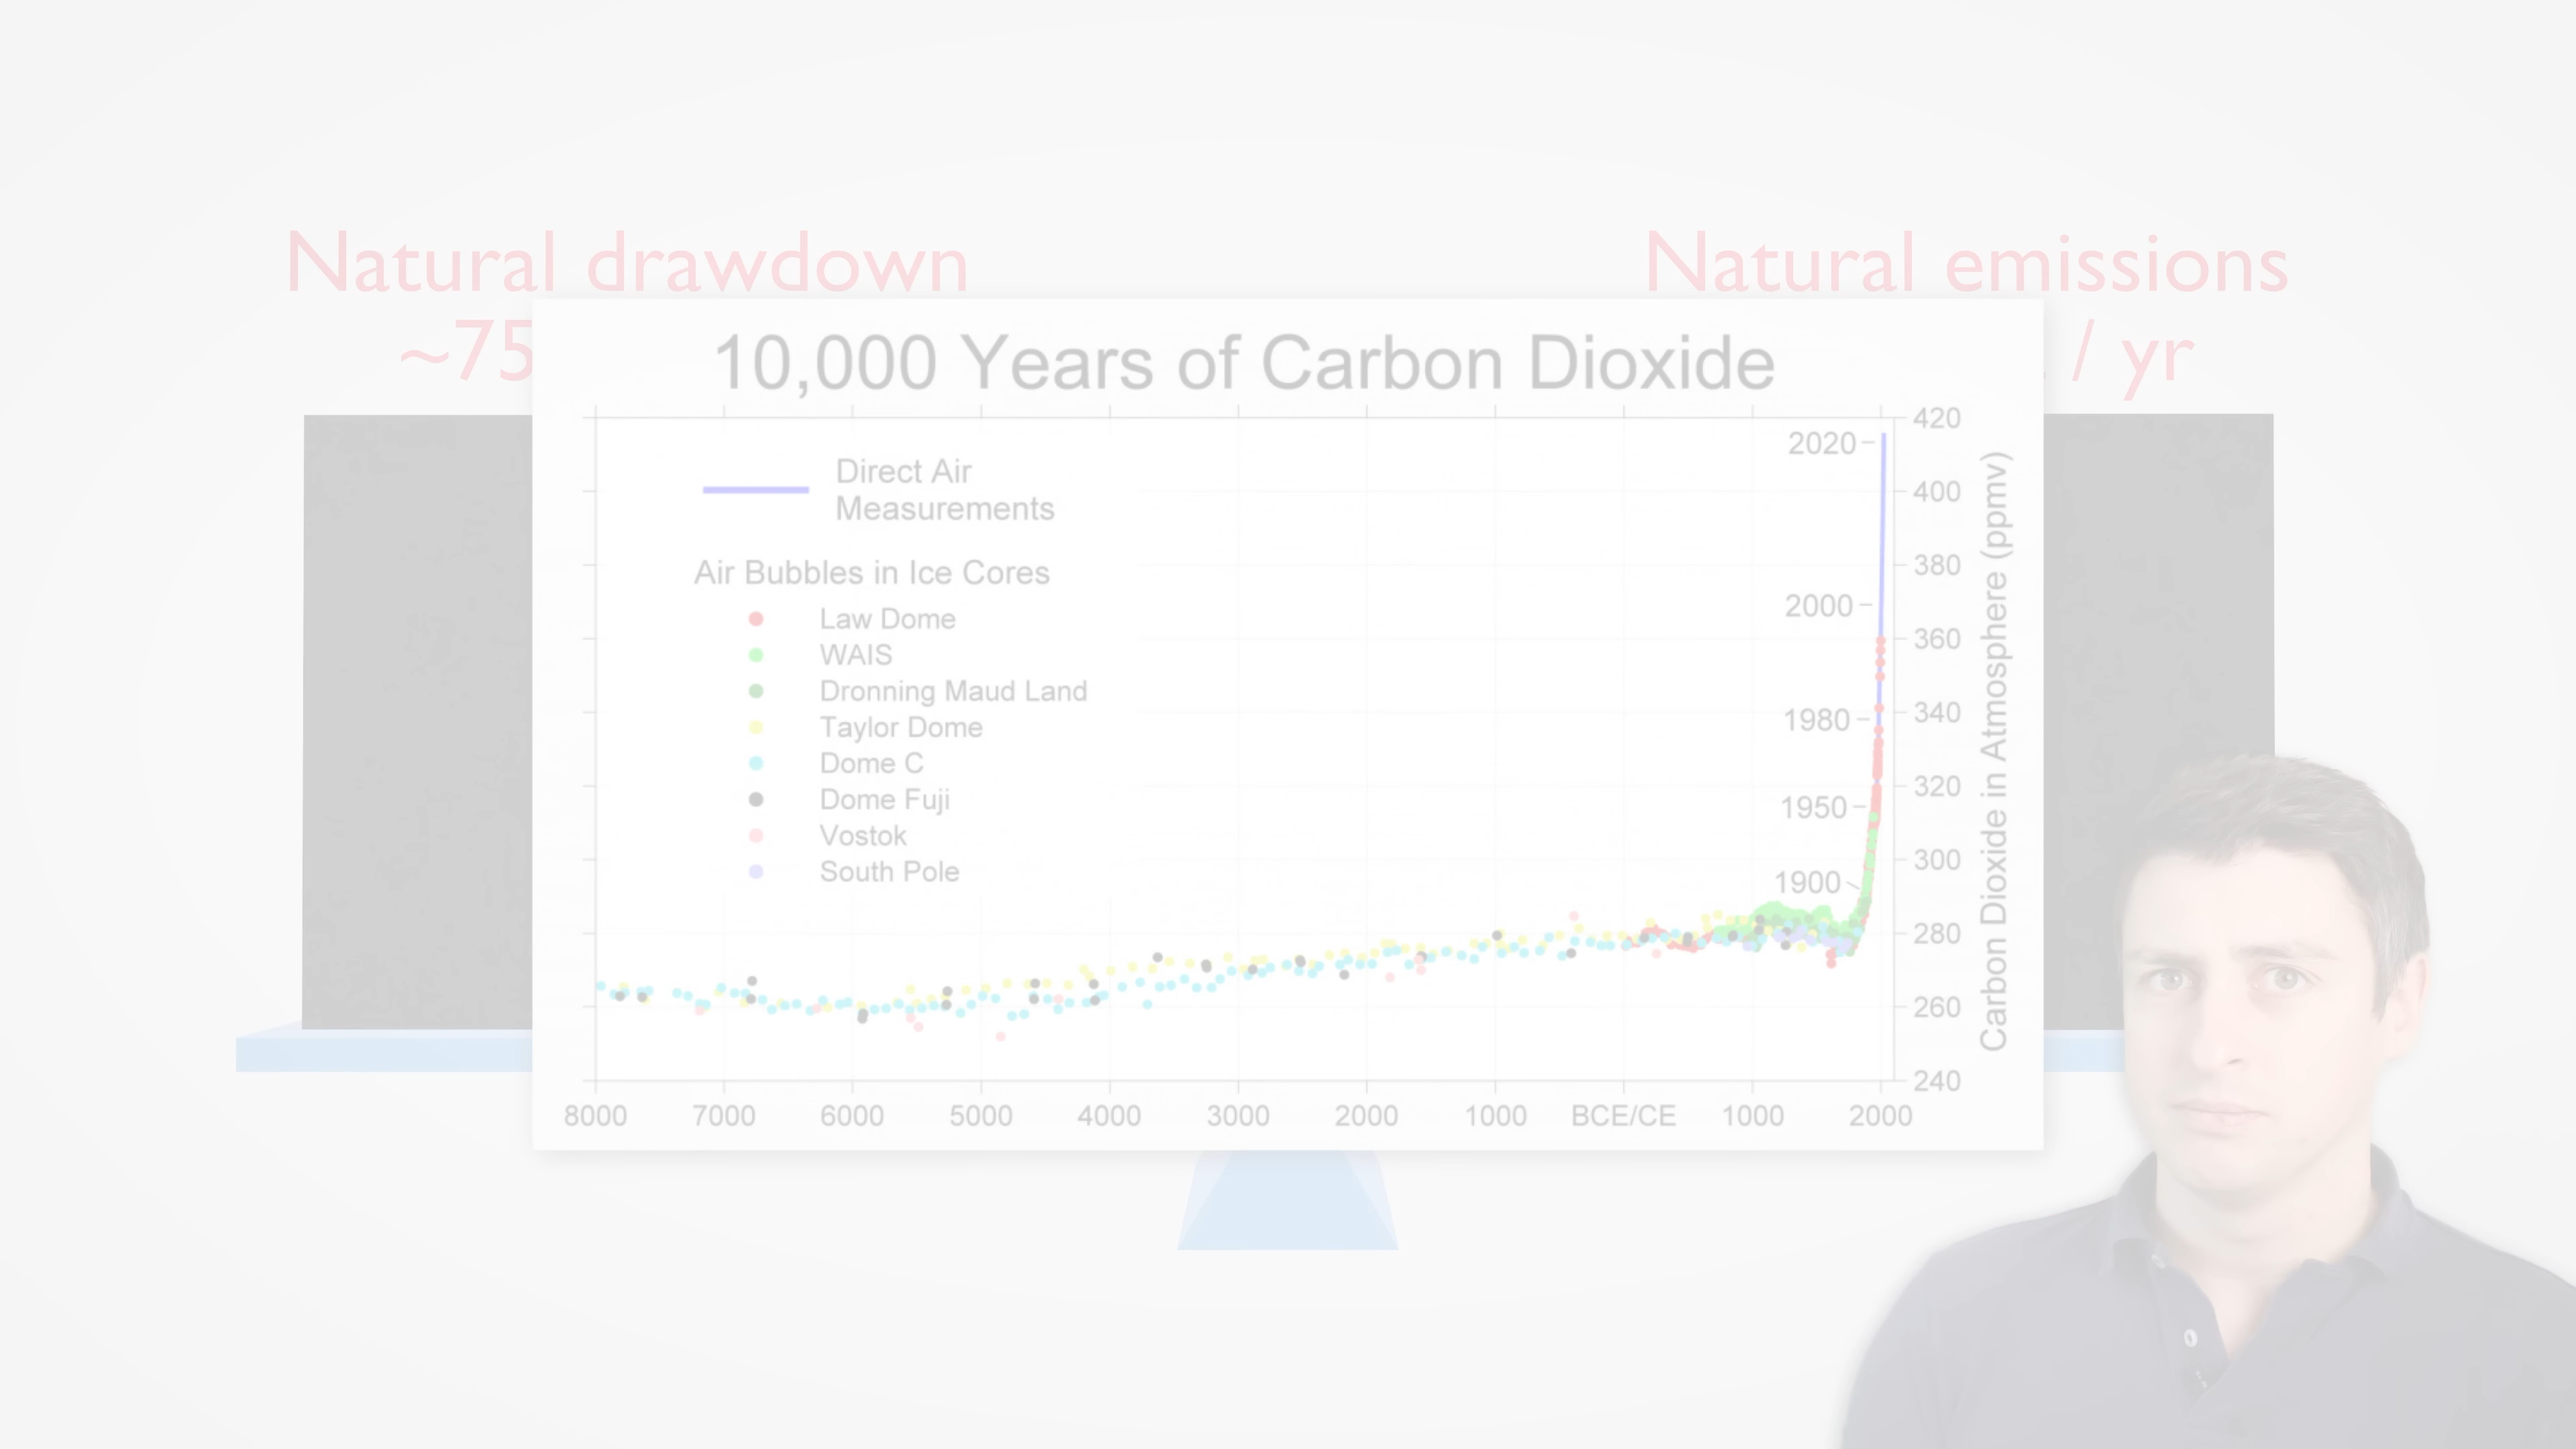 Natural drawdown
~75
Natural emissions
/ yr
10,000 Years of Carbon Dioxide
Direct Air
Measurements
Air Bubbles in Ice Cores
Law Dome
WAIS
Dronning Maud Land
Taylor Dome
Dome C
Dome Fuji
Vostok
South Pole
2020
2000
1980
1950
1900
420
400
380
360
340
320
300
280
260
240
Carbon Dioxide in Atmosphere (ppmv)
8000 7000 6000 5000 4000 3000 2000 1000 BCE/CE 1000 2000